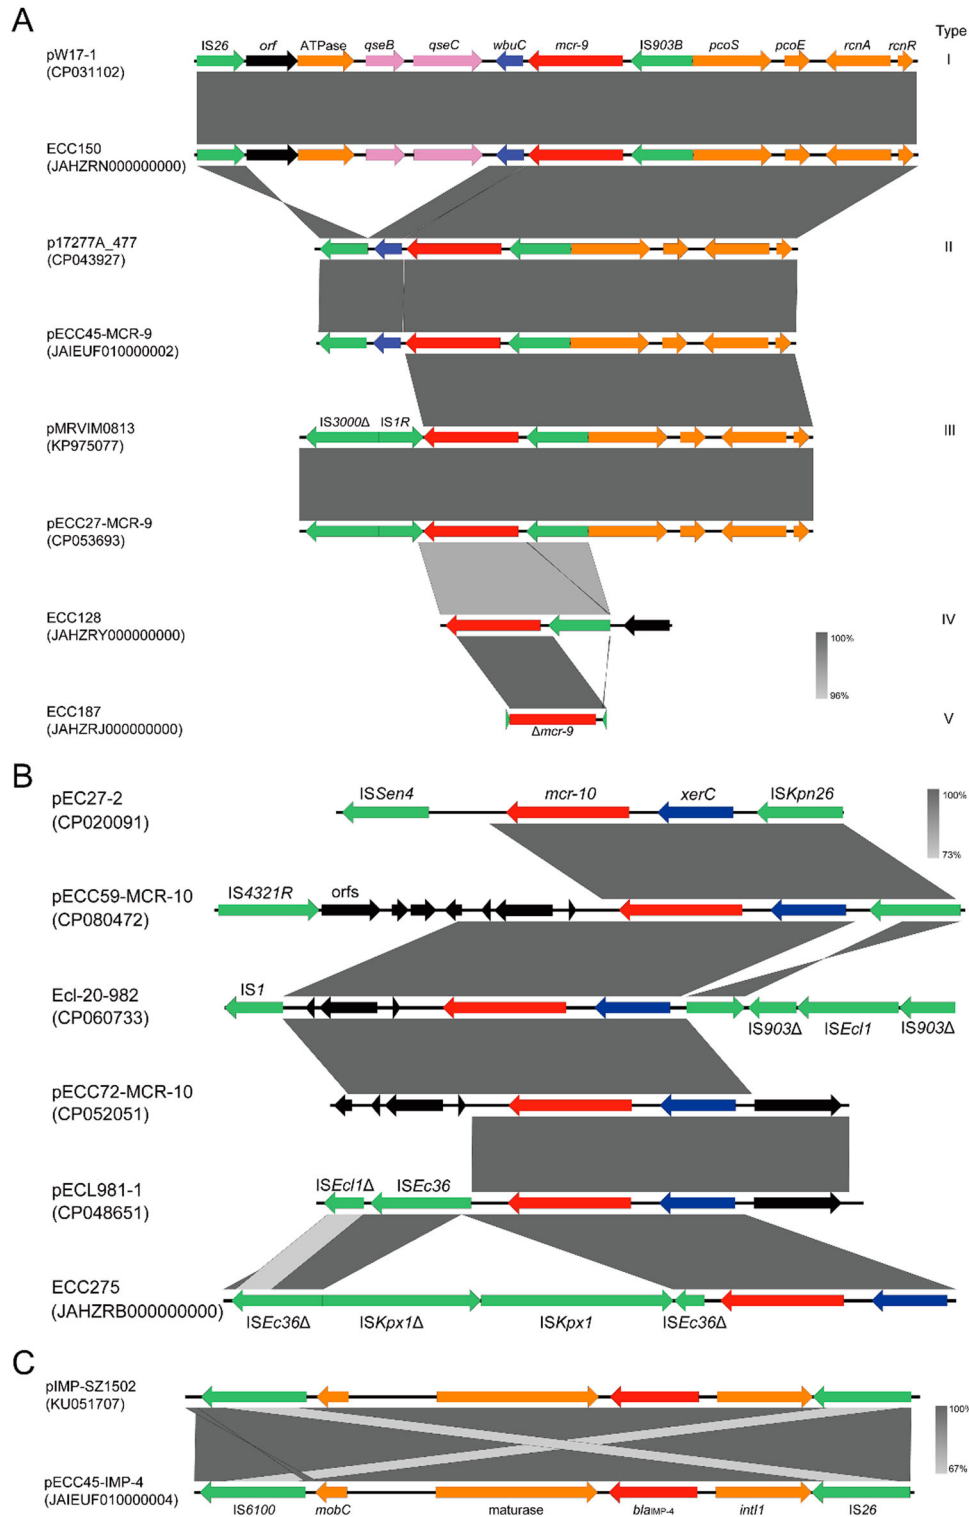 A
Type
IS26 orf ATPase qseB qseC wbuC mcr-9 IS903B pcoS pcoE rcnA rcnR
pW17-1
(CP031102)
I
ECC150
(JAHZRN000000000)
p17277A_477
(CP043927)
II
pECC45-MCR-9
(JAIEUF010000002)
IS3000Δ IS1R
pMRVIM0813
(KP975077)
III
pECC27-MCR-9
(CP053693)
ECC128
(JAHZRY000000000)
IV
100%
96%
ECC187
(JAHZRJ000000000)
V
Δmcr-9
B
pEC27-2
(CP020091)
ISSen4 mcr-10 xerC ISKpn26
100%
73%
pECC59-MCR-10
(CP080472)
IS4321R orfs
Ecl-20-982
(CP060733)
IS1
IS903Δ ISEcl1 IS903Δ
pECC72-MCR-10
(CP052051)
pECL981-1
(CP048651)
ISEcl1Δ ISEc36
ECC275
(JAHZRB000000000)
ISEc36Δ ISKpx1Δ ISKpx1 ISEc36Δ
C
pIMP-SZ1502
(KU051707)
100%
67%
pECC45-IMP-4
(JAIEUF010000004)
IS6100 mobC maturase blaIMP-4 intI1 IS26